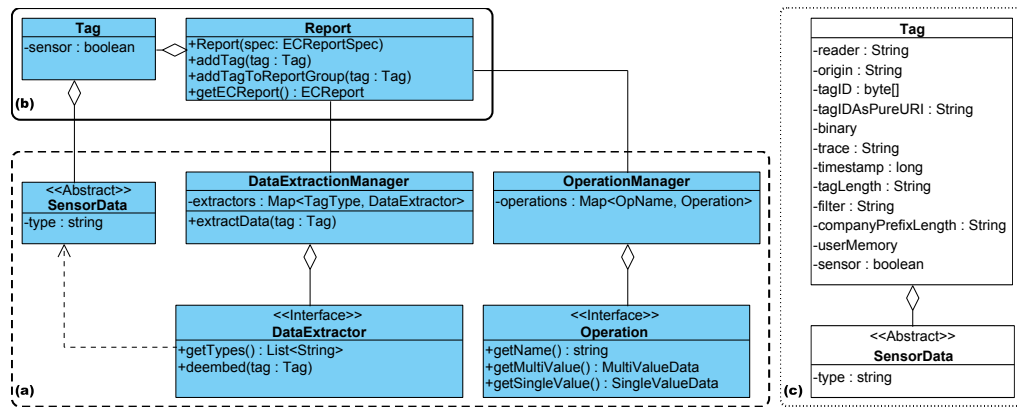 Tag
-sensor : boolean
Report
+Report(spec: ECReportSpec)
+addTag(tag : Tag)
+addTagToReportGroup(tag : Tag)
+getECReport() : ECReport
(b)
<<Abstract>>
SensorData
-type : string
DataExtractionManager
-extractors : Map<TagType, DataExtractor>
+extractData(tag : Tag)
OperationManager
-operations : Map<OpName, Operation>
<<Interface>>
DataExtractor
+getTypes() : List<String>
+deembed(tag : Tag)
<<Interface>>
Operation
+getName() : string
+getMultiValue() : MultiValueData
+getSingleValue() : SingleValueData
(a)
Tag
-reader : String
-origin : String
-tagID : byte[]
-tagIDAsPureURI : String
-binary
-trace : String
-timestamp : long
-tagLength : String
-filter : String
-companyPrefixLength : String
-userMemory
-sensor : boolean
<<Abstract>>
SensorData
-type : string
(c)